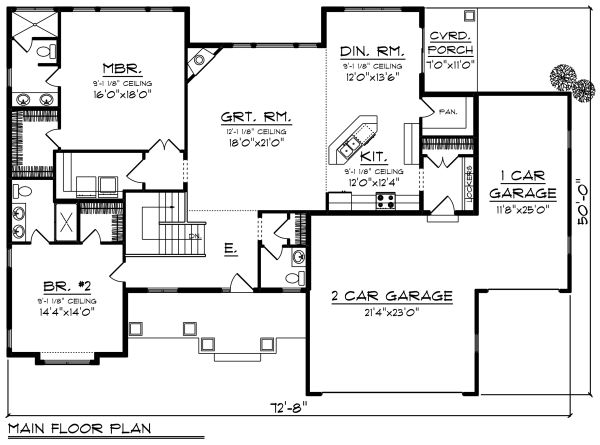 MBR.
9'-1 1/8" CEILING
16'0"x18'0"
GRT. RM.
12'-1 1/8" CEILING
18'0"x21'0"
DIN. RM.
9'-1 1/8" CEILING
12'0"x13'6"
CVRD.
PORCH
7'0"x11'0"
PAN.
KIT.
9'-1 1/8" CEILING
12'0"x12'4"
LOCKERS
1 CAR
GARAGE
11'8"x25'0"
50'-0"
DN.
E.
BR. #2
9'-1 1/8" CEILING
14'4"x14'0"
2 CAR GARAGE
21'4"x23'0"
72'-8"
MAIN FLOOR PLAN